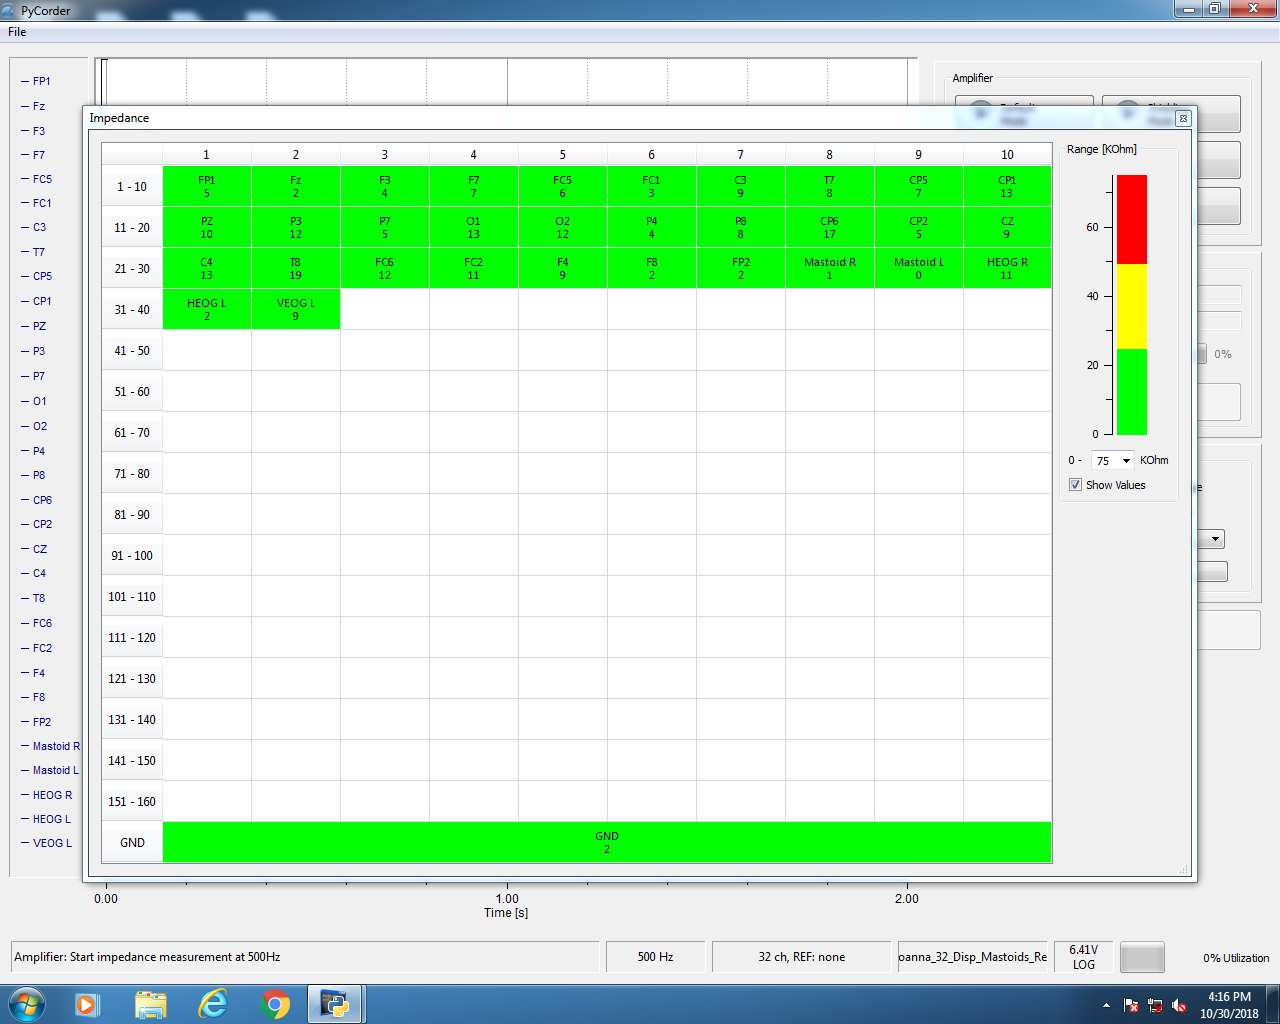 PyCorder
File
Amplifier
Impedance
Range [KOhm]
1 2 3 4 5 6 7 8 9 10
1 - 10
FP1 Fz F3 F7 FC5 FC1 C3 T7 CP5 CP1
5 2 4 7 6 3 9 8 7 13
11 - 20
PZ P3 P7 O1 O2 P4 P8 CP6 CP2 CZ
10 12 5 13 12 4 8 17 5 9
21 - 30
C4 T8 FC6 FC2 F4 F8 FP2 Mastoid R Mastoid L HEOG R
13 19 12 11 9 2 2 1 0 11
31 - 40
HEOG L VEOG L
2 9
41 - 50
51 - 60
61 - 70
71 - 80
81 - 90
91 - 100
101 - 110
111 - 120
121 - 130
131 - 140
141 - 150
151 - 160
GND
GND
2
60
40
20
0
0 - 75 KOhm
Show Values
0%
FP1
Fz
F3
F7
FC5
FC1
C3
T7
CP5
CP1
PZ
P3
P7
O1
O2
P4
P8
CP6
CP2
CZ
C4
T8
FC6
FC2
F4
F8
FP2
Mastoid R
Mastoid L
HEOG R
HEOG L
VEOG L
0.00 1.00 2.00
Time [s]
Amplifier: Start impedance measurement at 500Hz
500 Hz
32 ch, REF: none
oanna_32_Disp_Mastoids_Re
6.41V
LOG
0% Utilization
4:16 PM
10/30/2018